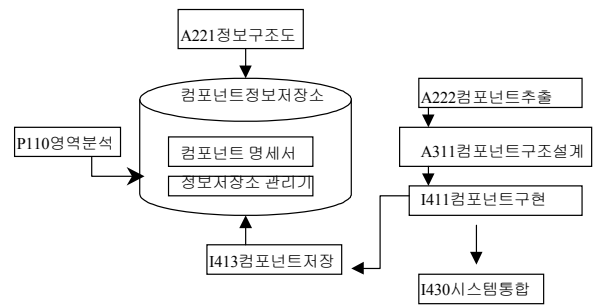 A221정보구조도
컴포넌트정보저장소
A222컴포넌트추출
P110영역분석
컴포넌트 명세서
A311컴포넌트구조설계
정보저장소 관리기
I411컴포넌트구현
I413컴포넌트저장
I430시스템통합